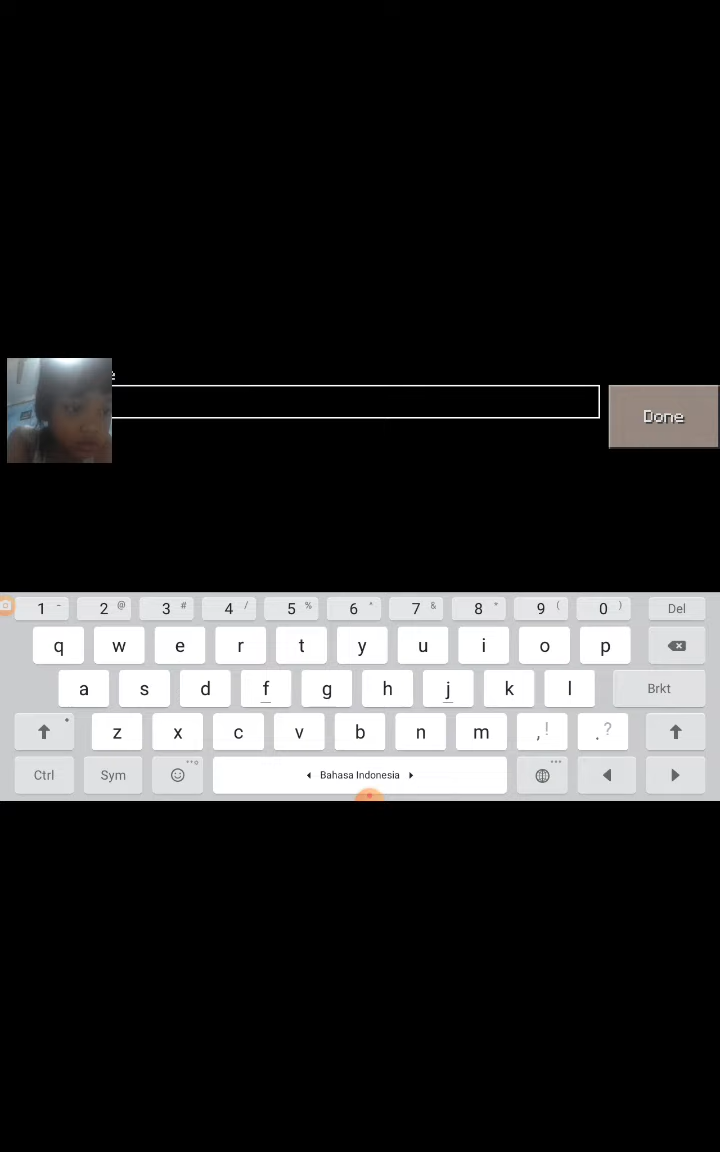 e
Done
1 - 2 @ 3 # 4 / 5 % 6 ^ 7 & 8 * 9 ( 0 ) Del
q w e r t y u i o p
a s d f g h j k l Brkt
z x c v b n m , ! . ?
Ctrl Sym Bahasa Indonesia